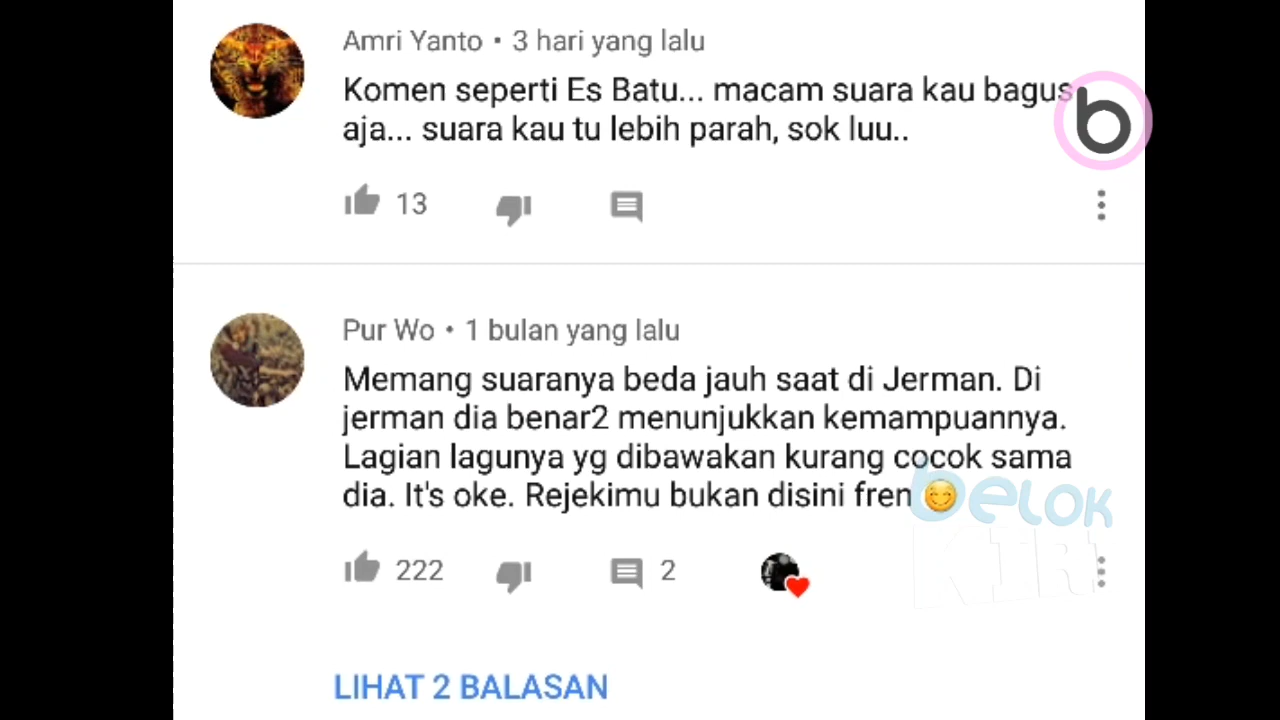 Amri Yanto • 3 hari yang lalu
Komen seperti Es Batu... macam suara kau bagus
aja... suara kau tu lebih parah, sok luu..
13
Pur Wo • 1 bulan yang lalu
Memang suaranya beda jauh saat di Jerman. Di
jerman dia benar2 menunjukkan kemampuannya.
Lagian lagunya yg dibawakan kurang cocok sama
dia. It's oke. Rejekimu bukan disini fren 😊
222 2
LIHAT 2 BALASAN
b
beLOK
KIRI